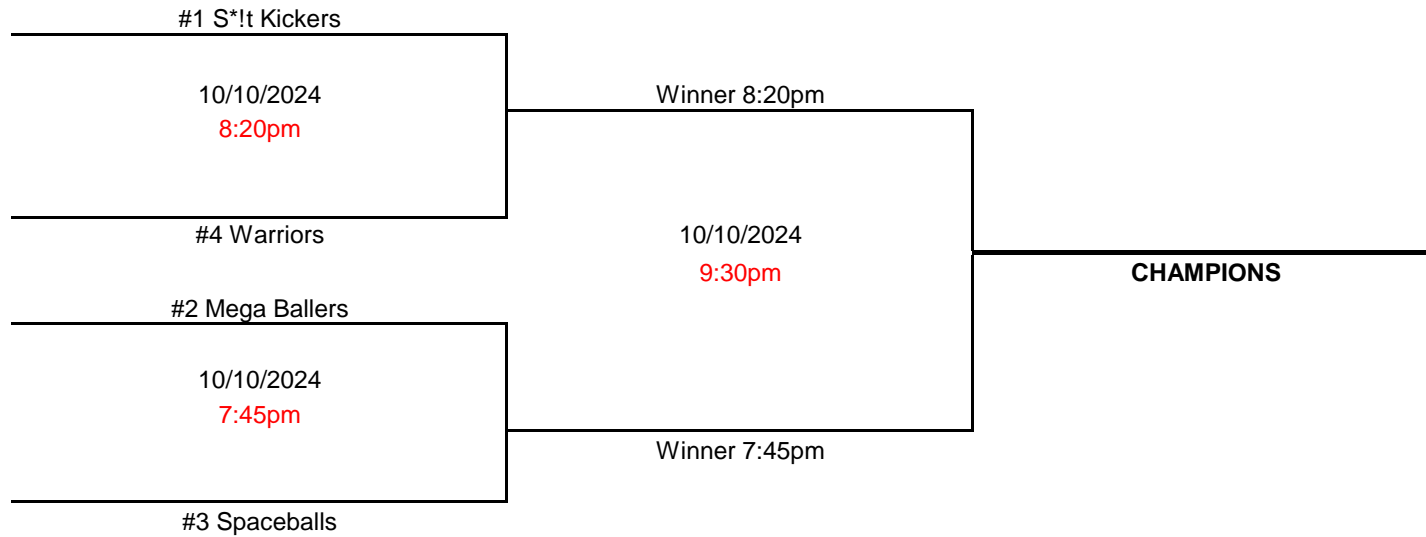 #1 S*!t Kickers
10/10/2024
8:20pm
#4 Warriors
#2 Mega Ballers
10/10/2024
7:45pm
#3 Spaceballs
Winner 8:20pm
10/10/2024
9:30pm
Winner 7:45pm
CHAMPIONS